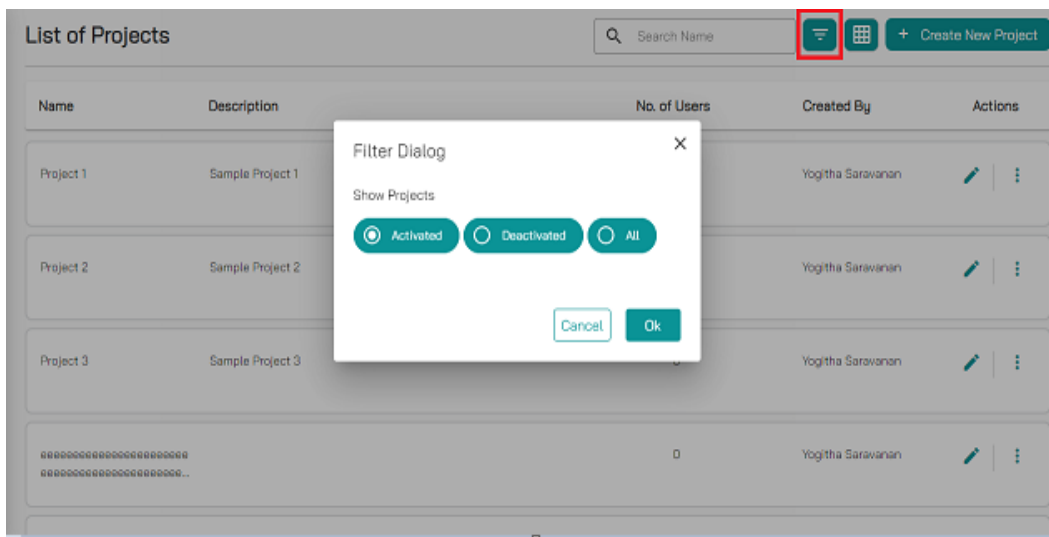 List of Projects
Search Name
+ Create New Project
Name Description No. of Users Created By Actions
Filter Dialog
Show Projects
Activated Deactivated All
Cancel Ok
Project 1 Sample Project 1 Yogitha Saravanan
Project 2 Sample Project 2 Yogitha Saravanan
Project 3 Sample Project 3 Yogitha Saravanan
0 Yogitha Saravanan